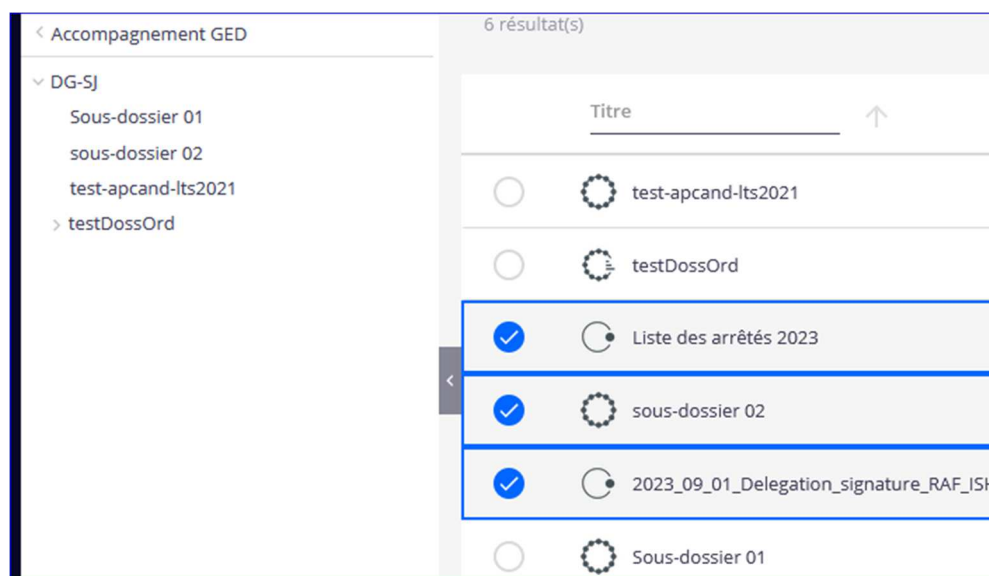 Accompagnement GED
DG-SJ
Sous-dossier 01
sous-dossier 02
test-apcand-lts2021
testDossOrd
6 résultat(s)
Titre
test-apcand-lts2021
testDossOrd
Liste des arrêtés 2023
sous-dossier 02
2023_09_01_Delegation_signature_RAF_ISH
Sous-dossier 01